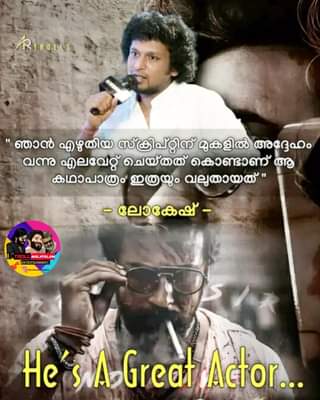 " ഞാൻ എഴുതിയ സ്ക്രിപ്റ്റിന് മുകളിൽ അദ്ദേഹം
വന്നു എലവേറ്റ് ചെയ്തത് കൊണ്ടാണ് ആ
കഥാപാത്രം ഇത്രയും വലുതായത് "
- ലോകേഷ് -
He's A Great Actor...